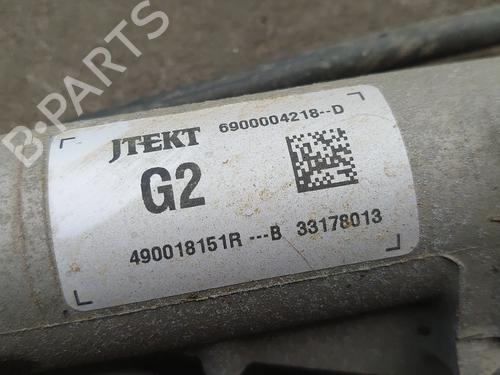 B-PARTS
JTEKT 6900004218--D
G2
490018151R ---B 33178013